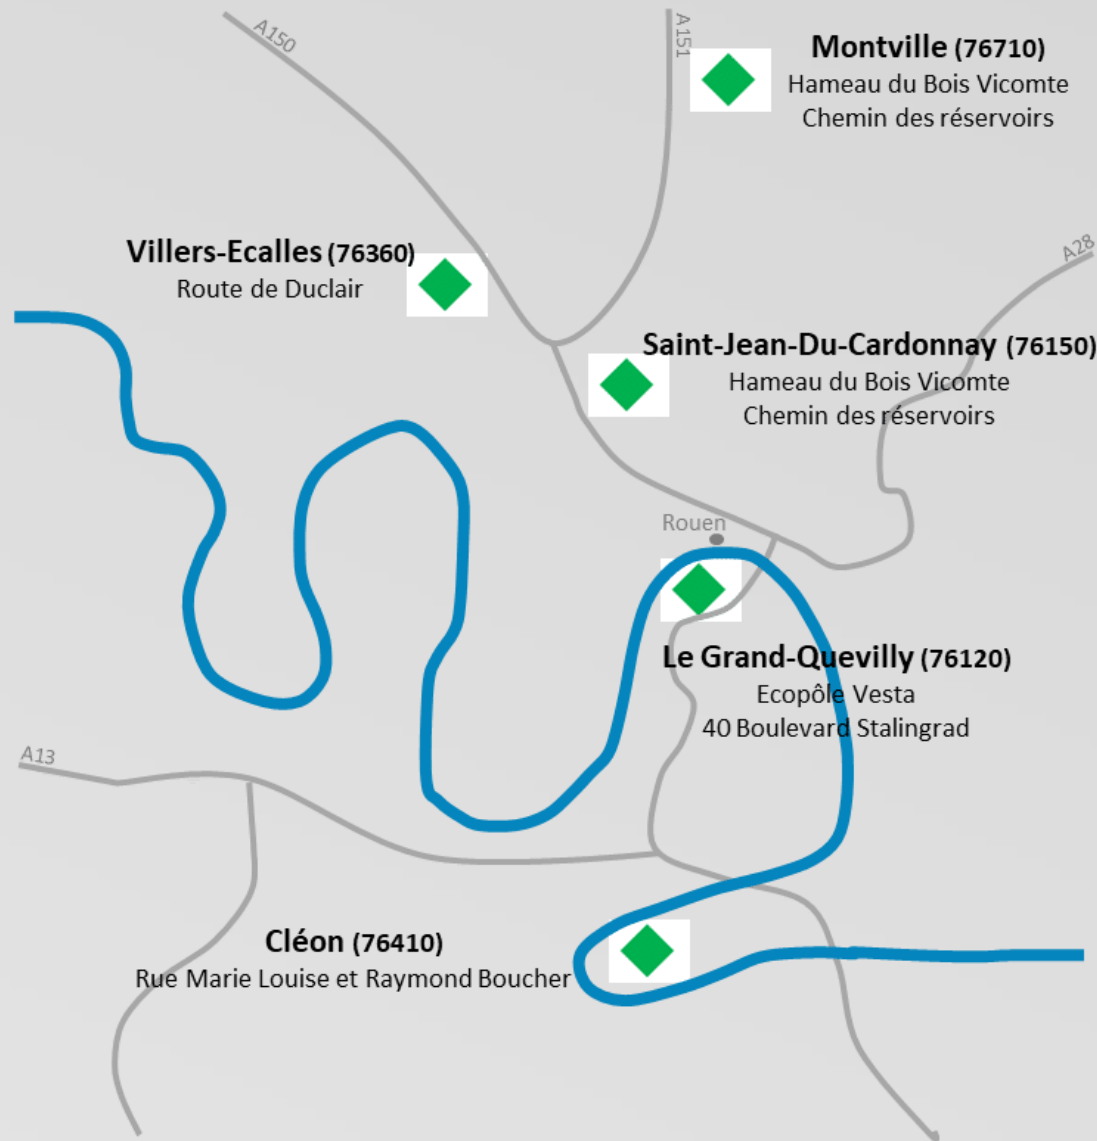 A150
A151
Montville (76710)
Hameau du Bois Vicomte
Chemin des réservoirs
Villers-Ecalles (76360)
Route de Duclair
A28
Saint-Jean-Du-Cardonnay (76150)
Hameau du Bois Vicomte
Chemin des réservoirs
Rouen
Le Grand-Quevilly (76120)
Ecopôle Vesta
40 Boulevard Stalingrad
A13
Cléon (76410)
Rue Marie Louise et Raymond Boucher